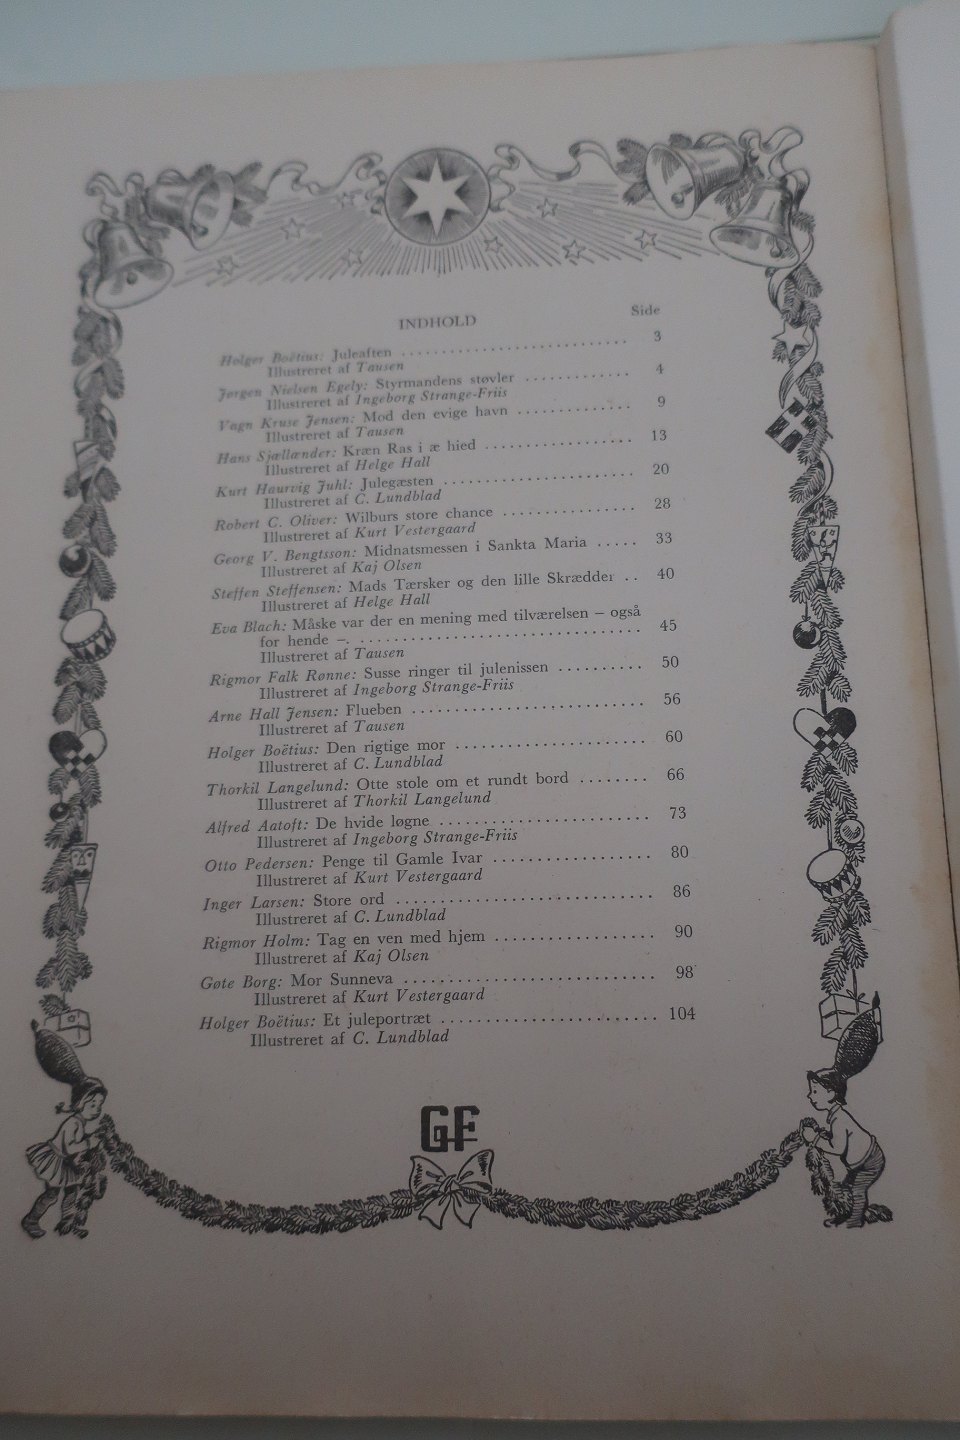 INDHOLD
Side
Holger Boëtius: Juleaften ............................ 3
Illustreret af Tausen
Jørgen Nielsen Egely: Styrmandens støvler ............. 4
Illustreret af Ingeborg Strange-Friis
Vagn Kruse Jensen: Mod den evige havn .............. 9
Illustreret af Tausen
Hans Sjællænder: Kræn Ras i æ hied .................. 13
Illustreret af Helge Hall
Kurt Haurvig Juhl: Julegæsten ....................... 20
Illustreret af C. Lundblad
Robert C. Oliver: Wilburs store chance ................ 28
Illustreret af Kurt Vestergaard
Georg V. Bengtsson: Midnatsmessen i Sankta Maria ..... 33
Illustreret af Kaj Olsen
Steffen Steffensen: Mads Tærsker og den lille Skrædder .. 40
Illustreret af Helge Hall
Eva Blach: Måske var der en mening med tilværelsen – også
for hende –. .................................. 45
Illustreret af Tausen
Rigmor Falk Rønne: Susse ringer til julenissen .......... 50
Illustreret af Ingeborg Strange-Friis
Arne Hall Jensen: Flueben ............................ 56
Illustreret af Tausen
Holger Boëtius: Den rigtige mor ....................... 60
Illustreret af C. Lundblad
Thorkil Langelund: Otte stole om et rundt bord ........ 66
Illustreret af Thorkil Langelund
Alfred Aatoft: De hvide løgne ......................... 73
Illustreret af Ingeborg Strange-Friis
Otto Pedersen: Penge til Gamle Ivar ................... 80
Illustreret af Kurt Vestergaard
Inger Larsen: Store ord ............................... 86
Illustreret af C. Lundblad
Rigmor Holm: Tag en ven med hjem ................... 90
Illustreret af Kaj Olsen
Gøte Borg: Mor Sunneva .............................. 98
Illustreret af Kurt Vestergaard
Holger Boëtius: Et juleportræt ......................... 104
Illustreret af C. Lundblad
GF